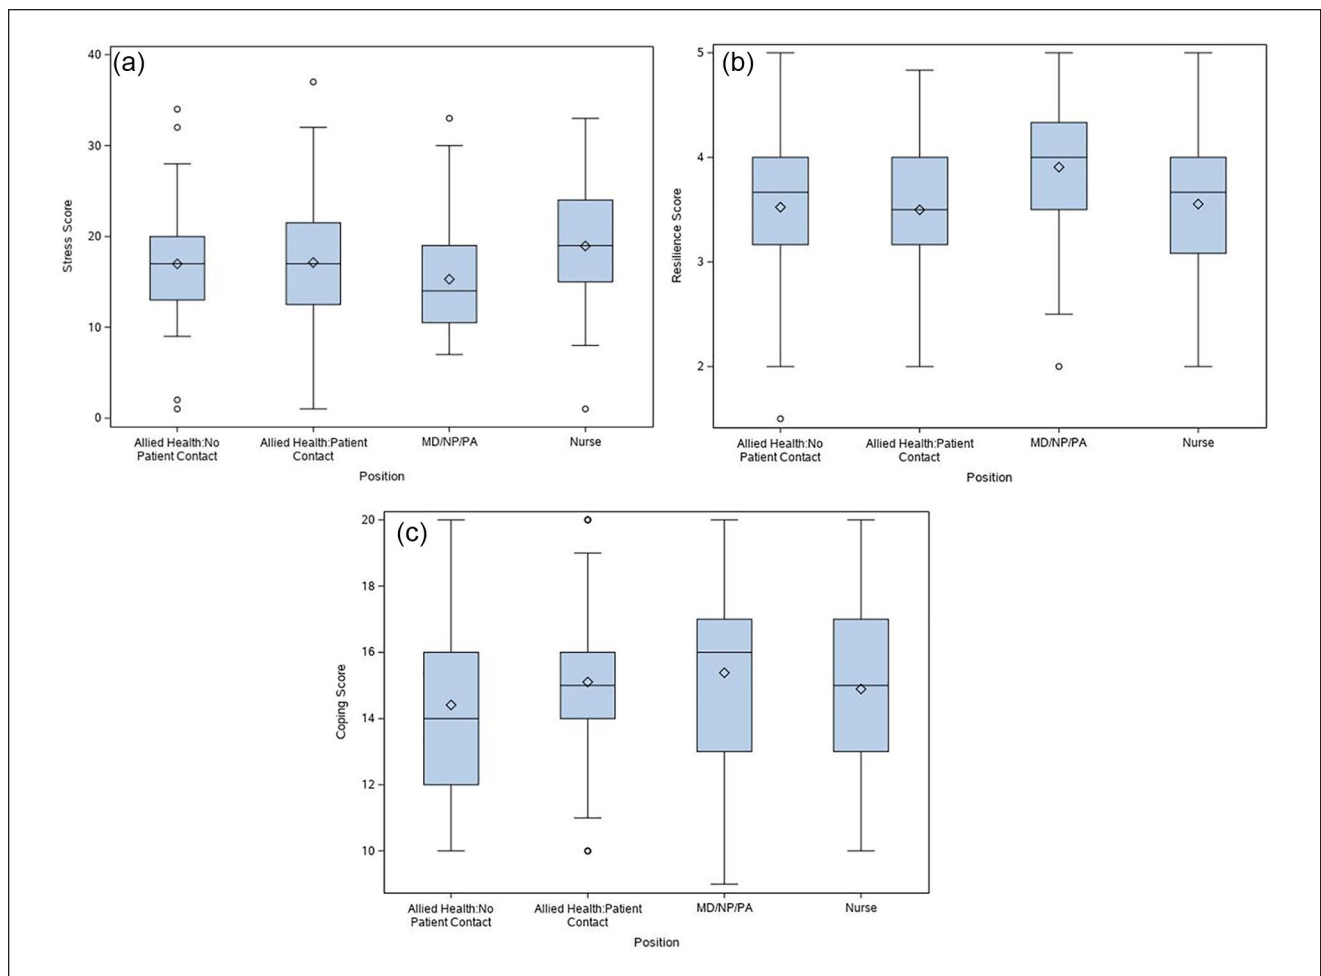 (a)
40
30
20
10
0
Stress Score
Allied Health:No
Patient Contact
Allied Health:Patient
Contact
MD/NP/PA
Nurse
Position
(b)
5
4
3
2
Resilience Score
Allied Health:No
Patient Contact
Allied Health:Patient
Contact
MD/NP/PA
Nurse
Position
(c)
20
18
16
14
12
10
Coping Score
Allied Health:No
Patient Contact
Allied Health:Patient
Contact
MD/NP/PA
Nurse
Position